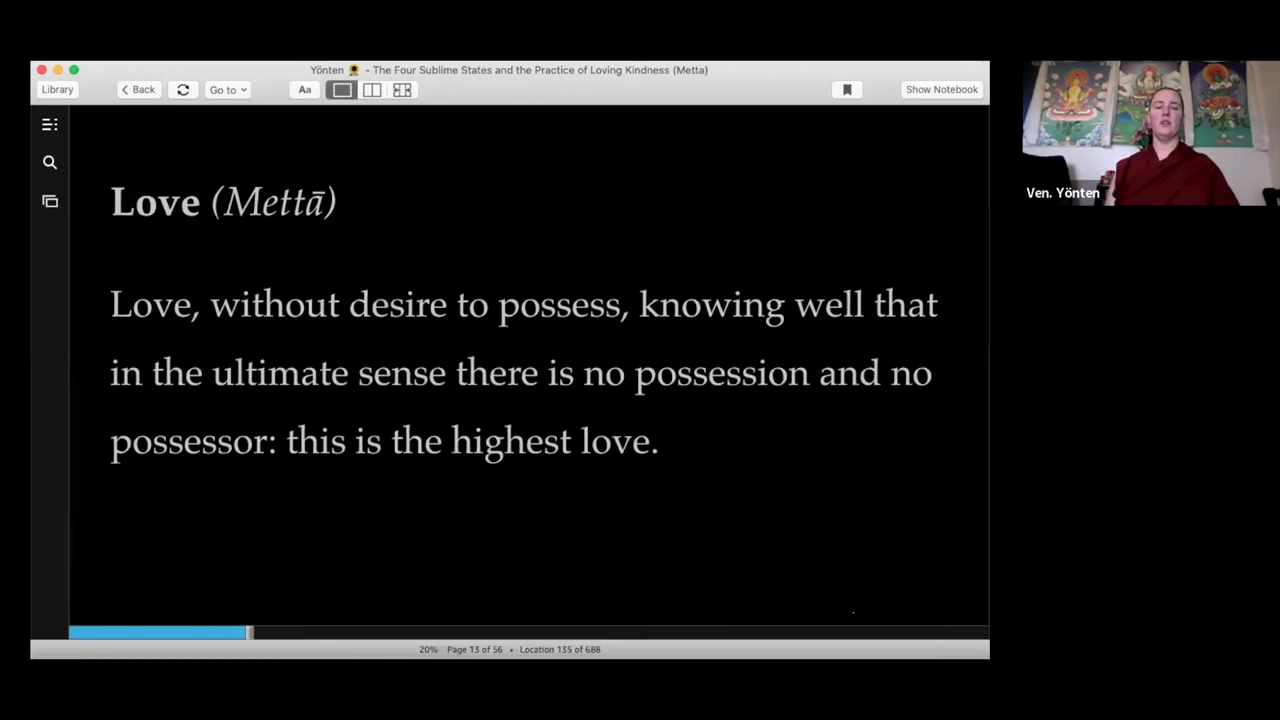 Yönten 🌻 - The Four Sublime States and the Practice of Loving Kindness (Metta)
Library
Back
Go to
Aa
Show Notebook
Love (Mettā)
Love, without desire to possess, knowing well that
in the ultimate sense there is no possession and no
possessor: this is the highest love.
20% Page 13 of 56 • Location 135 of 688
Ven. Yönten